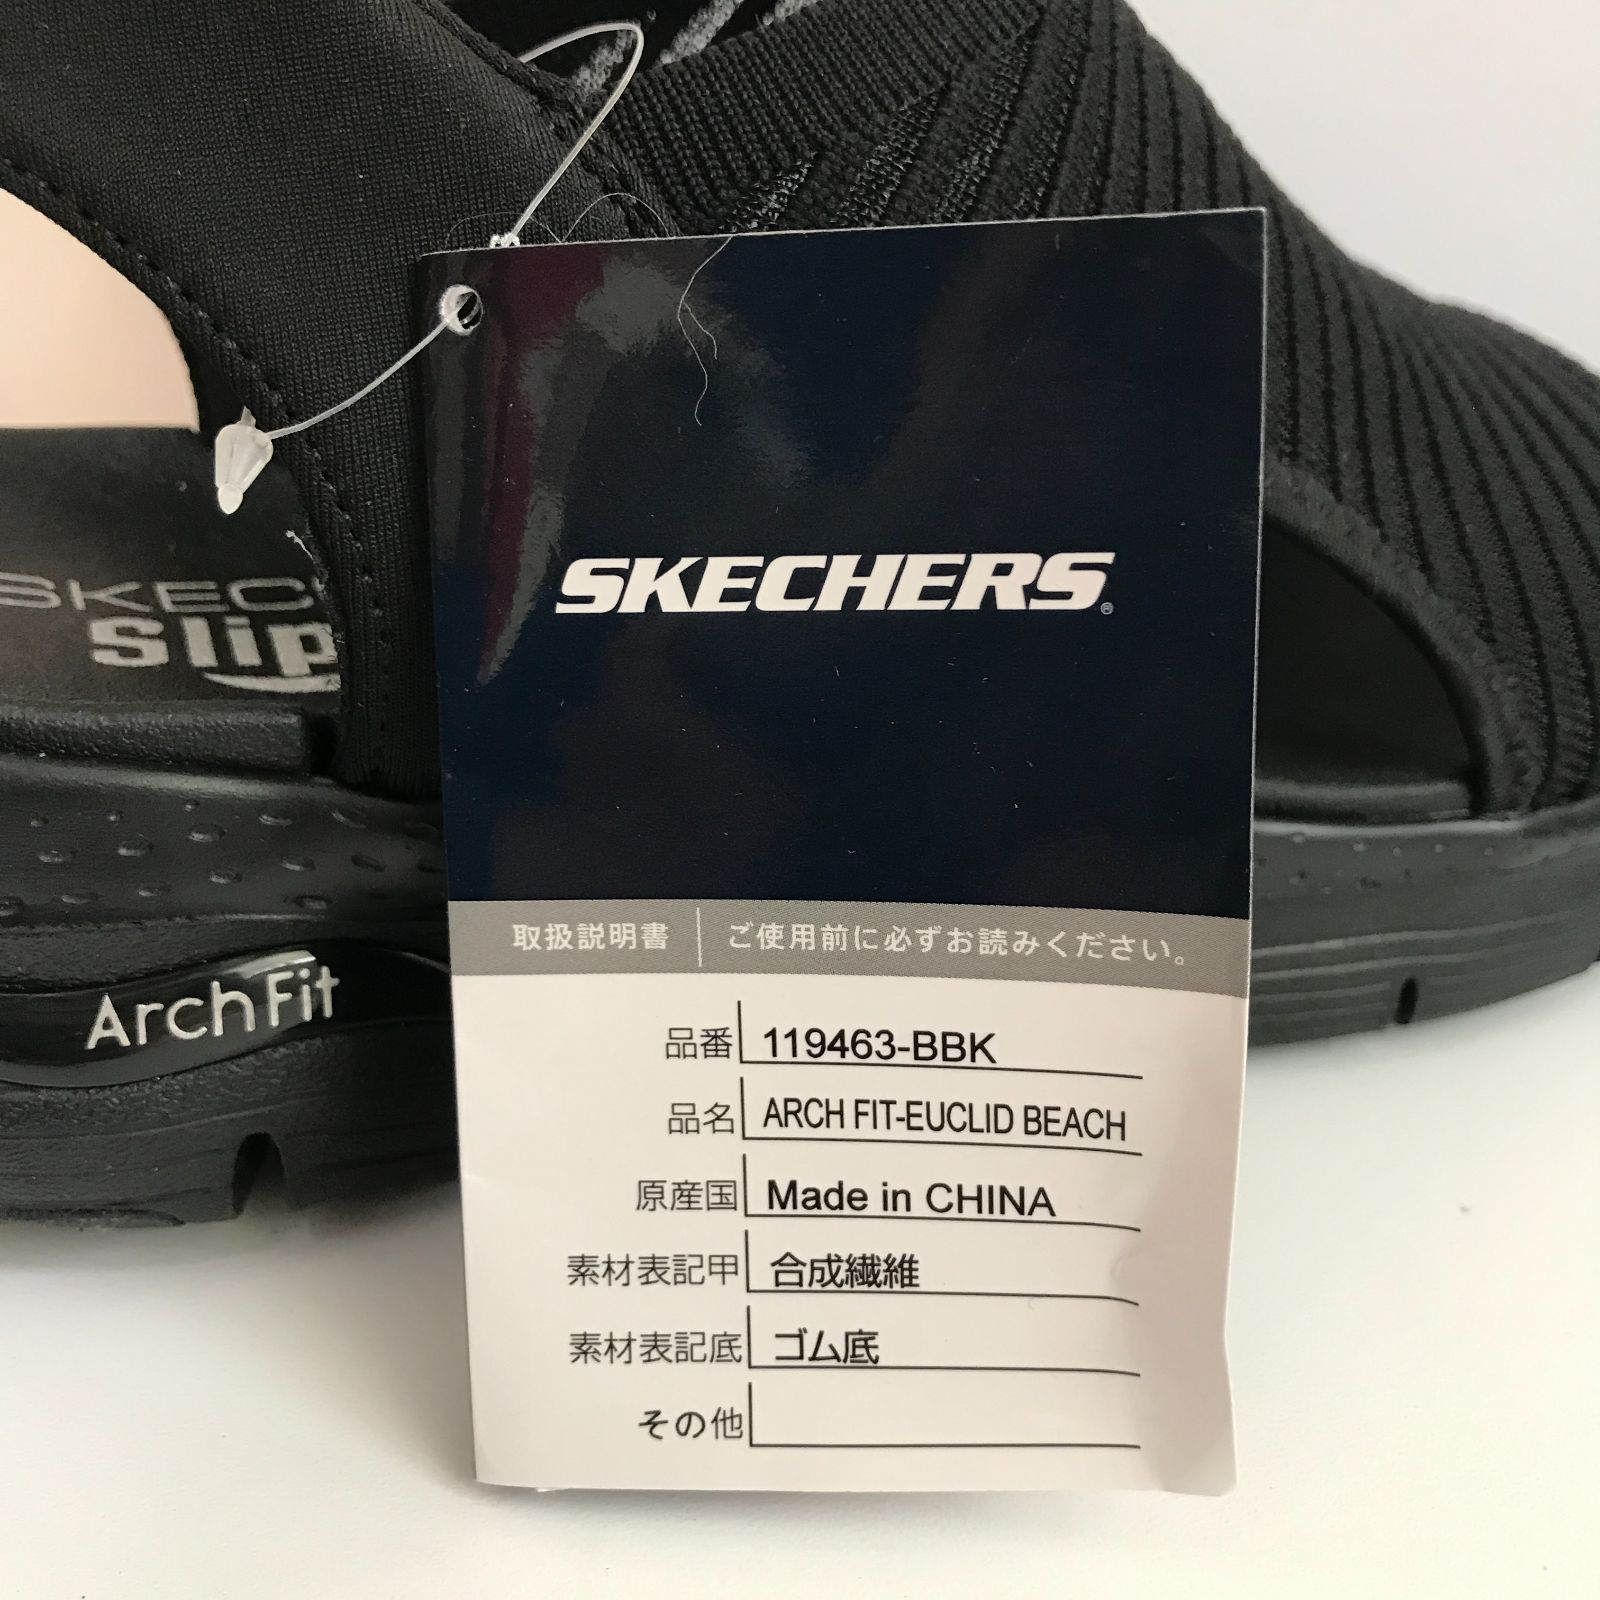 SKECHERS®
取扱説明書 ご使用前に必ずお読みください。
品番 119463-BBK
品名 ARCH FIT-EUCLID BEACH
原産国 Made in CHINA
素材表記甲 合成繊維
素材表記底 ゴム底
その他
SKEC
Slip
Arch Fit